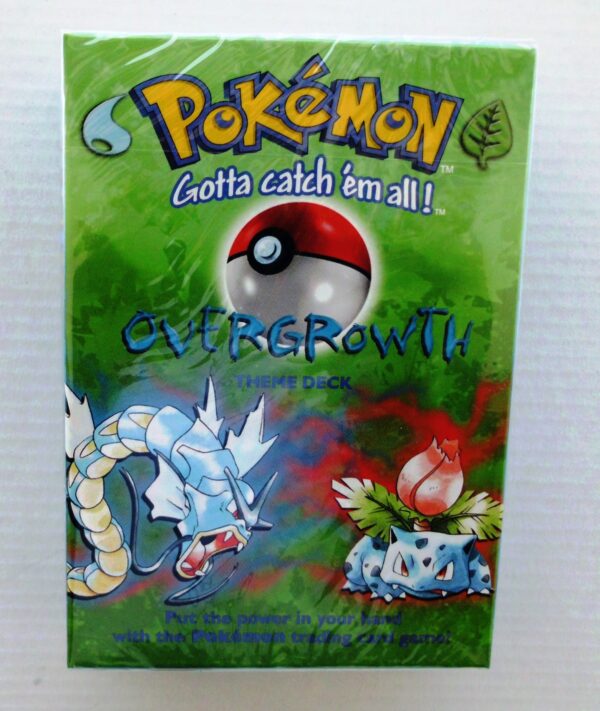 POKéMON
™
Gotta catch 'em all!
™
OVERGROWTH
THEME DECK
Put the power in your hand
with the Pokémon trading card game!